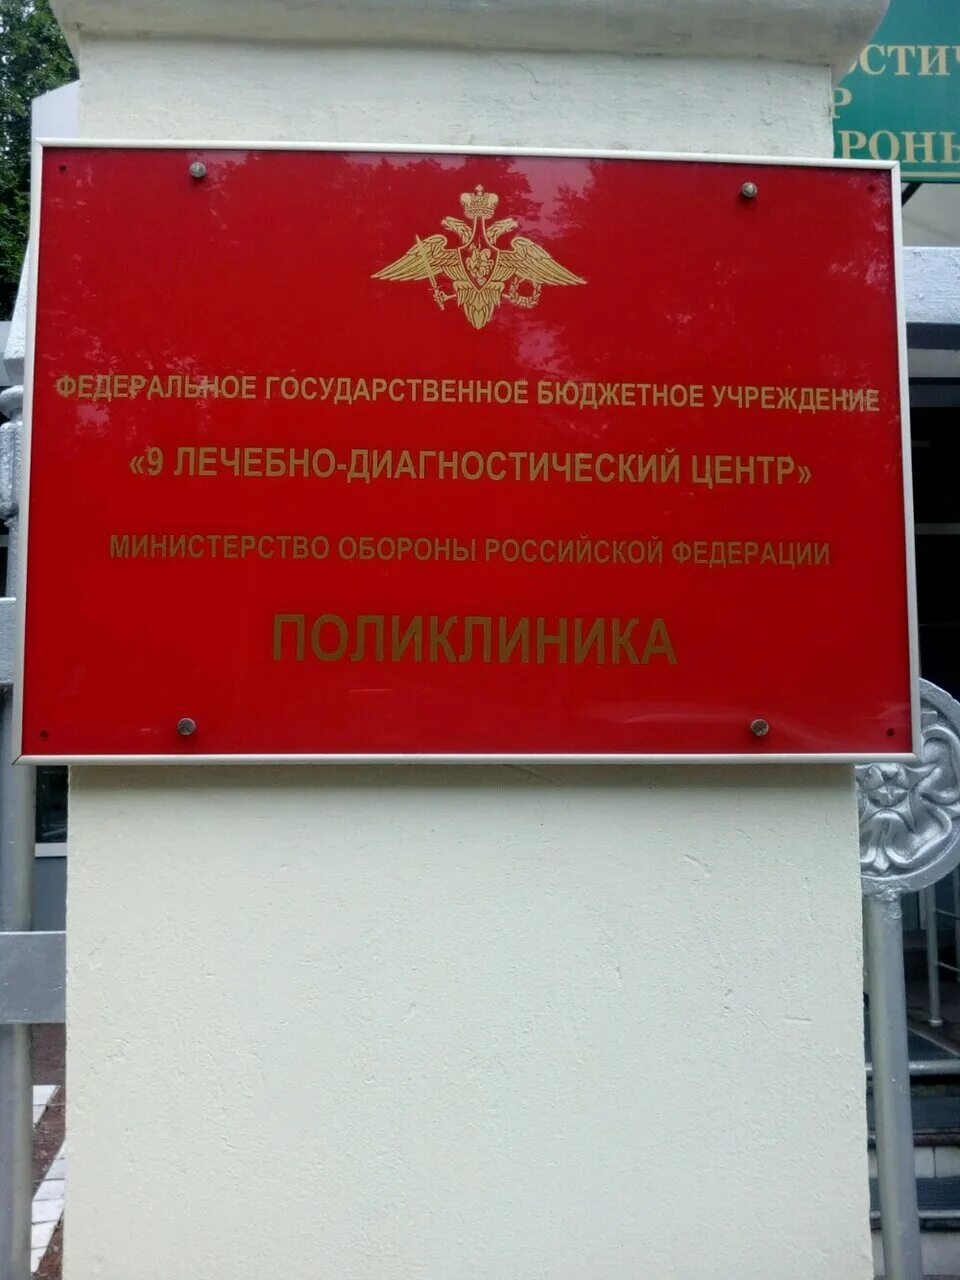 ФЕДЕРАЛЬНОЕ ГОСУДАРСТВЕННОЕ БЮДЖЕТНОЕ УЧРЕЖДЕНИЕ
«9 ЛЕЧЕБНО-ДИАГНОСТИЧЕСКИЙ ЦЕНТР»
МИНИСТЕРСТВО ОБОРОНЫ РОССИЙСКОЙ ФЕДЕРАЦИИ
ПОЛИКЛИНИКА